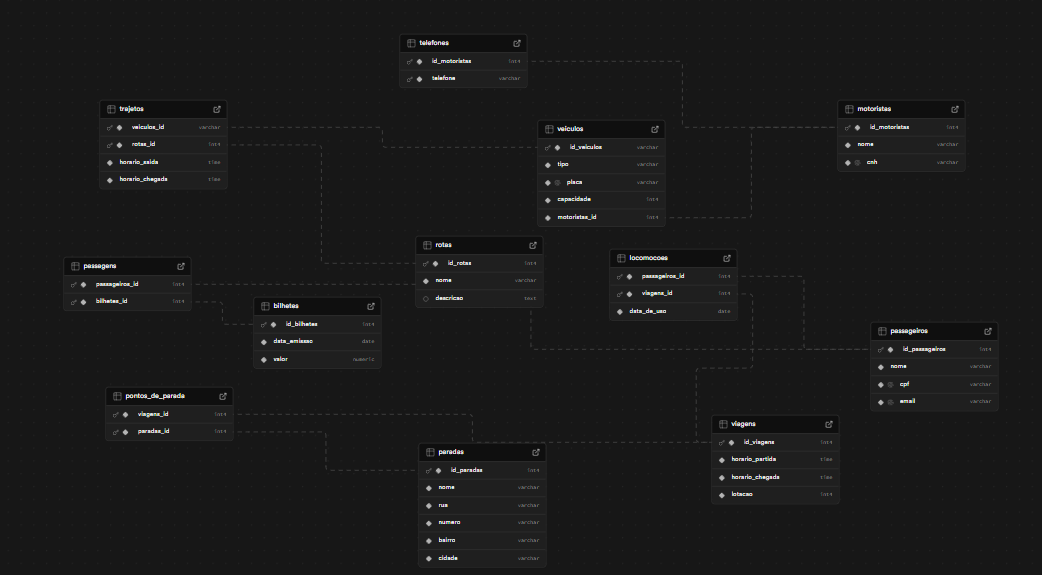 telefones
id_motoristas int4
telefone varchar
trajetos
veiculos_id varchar
rotas_id int4
horario_saida time
horario_chegada time
veiculos
id_veiculos varchar
tipo varchar
placa varchar
capacidade int4
motoristas_id int4
motoristas
id_motoristas int4
nome varchar
cnh varchar
rotas
id_rotas int4
nome varchar
descricao text
locomocoes
passageiros_id int4
viagens_id int4
data_de_uso date
passagens
passageiros_id int4
bilhetes_id int4
bilhetes
id_bilhetes int4
data_emissao date
valor numeric
passageiros
id_passageiros int4
nome varchar
cpf varchar
email varchar
pontos_de_parada
viagens_id int4
paradas_id int4
paradas
id_paradas int4
nome varchar
rua varchar
numero varchar
bairro varchar
cidade varchar
viagens
id_viagens int4
horario_partida time
horario_chegada time
lotacao int4